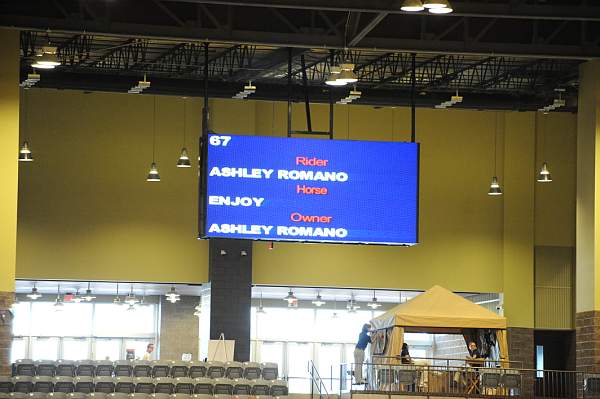 67
Rider
ASHLEY ROMANO
Horse
ENJOY
Owner
ASHLEY ROMANO